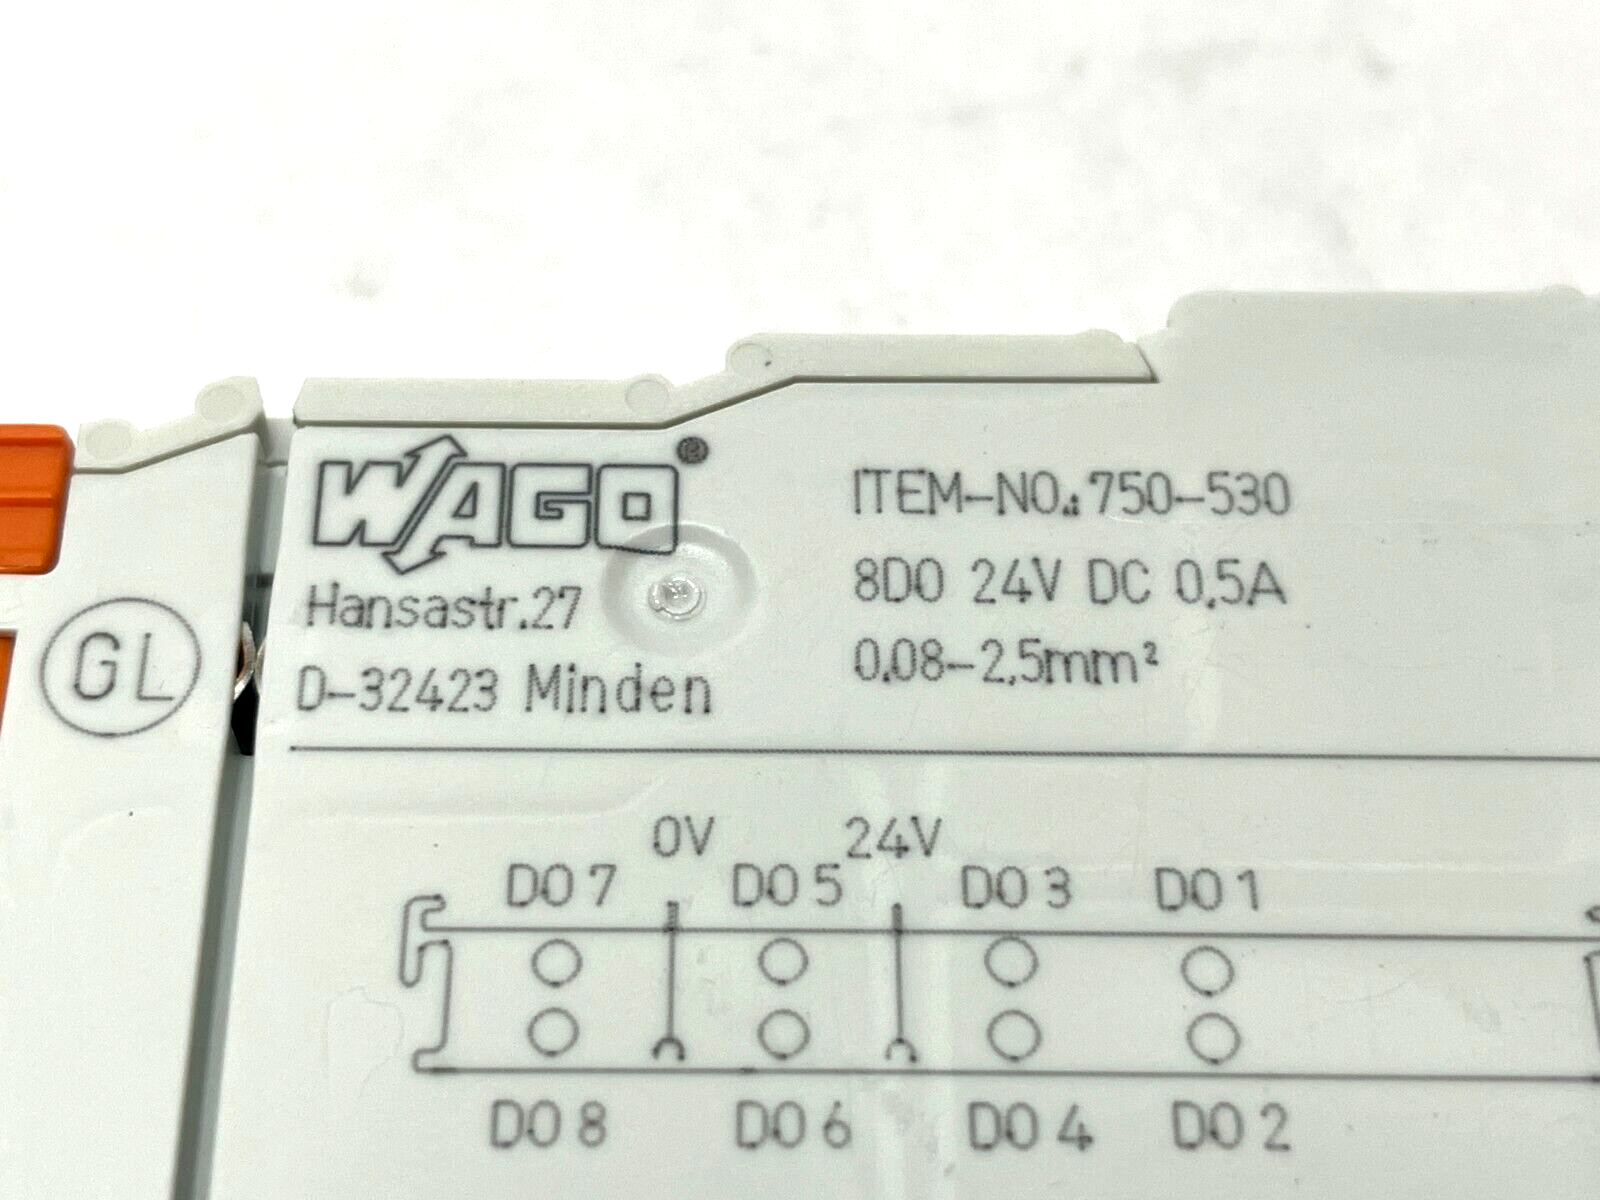 WAGO®
Hansastr.27
D-32423 Minden
ITEM-NO.: 750-530
8DO 24V DC 0,5A
0,08-2,5mm²
GL
0V 24V
DO 7 DO 5 DO 3 DO 1
DO 8 DO 6 DO 4 DO 2